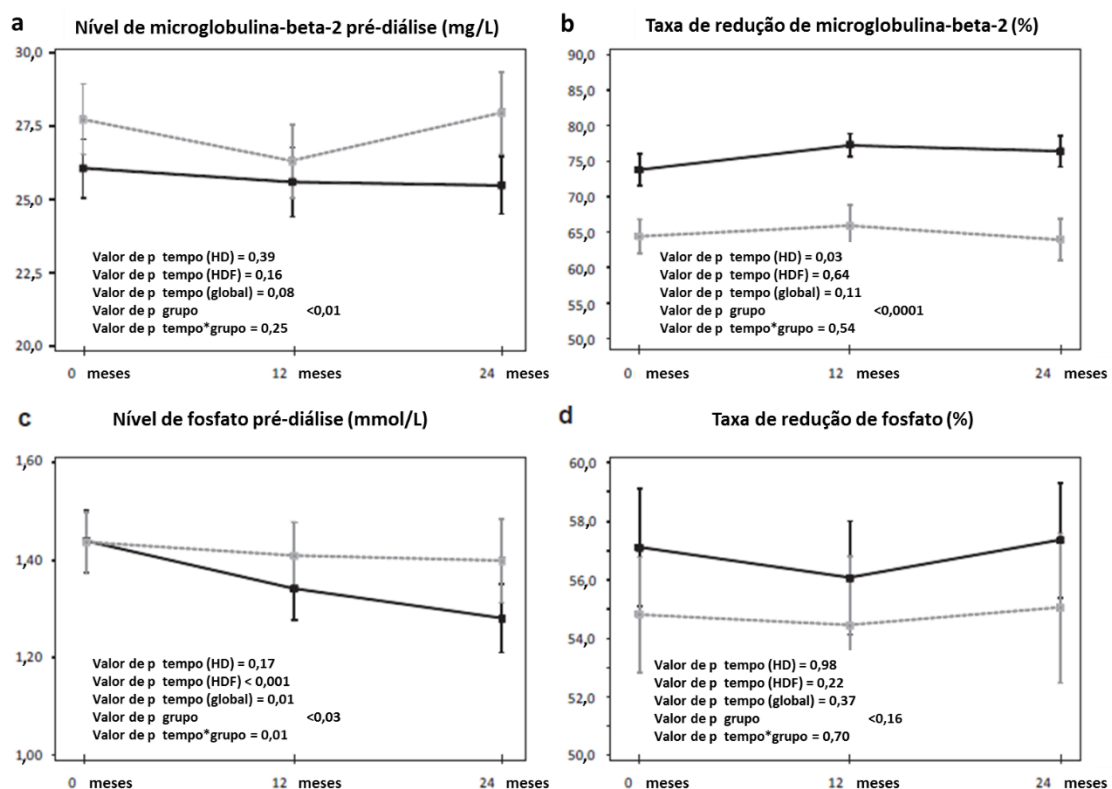 a Nível de microglobulina-beta-2 pré-diálise (mg/L)
30,0
27,5
25,0
22,5
20,0
Valor de p tempo (HD) = 0,39
Valor de p tempo (HDF) = 0,16
Valor de p tempo (global) = 0,08
Valor de p grupo <0,01
Valor de p tempo*grupo = 0,25
0 meses 12 meses 24 meses
b Taxa de redução de microglobulina-beta-2 (%)
90,0
85,0
80,0
75,0
70,0
65,0
60,0
55,0
50,0
Valor de p tempo (HD) = 0,03
Valor de p tempo (HDF) = 0,64
Valor de p tempo (global) = 0,11
Valor de p grupo <0,0001
Valor de p tempo*grupo = 0,54
0 meses 12 meses 24 meses
c Nível de fosfato pré-diálise (mmol/L)
1,60
1,40
1,20
1,00
Valor de p tempo (HD) = 0,17
Valor de p tempo (HDF) < 0,001
Valor de p tempo (global) = 0,01
Valor de p grupo <0,03
Valor de p tempo*grupo = 0,01
0 meses 12 meses 24 meses
d Taxa de redução de fosfato (%)
60,0
58,0
56,0
54,0
52,0
50,0
Valor de p tempo (HD) = 0,98
Valor de p tempo (HDF) = 0,22
Valor de p tempo (global) = 0,37
Valor de p grupo <0,16
Valor de p tempo*grupo = 0,70
0 meses 12 meses 24 meses